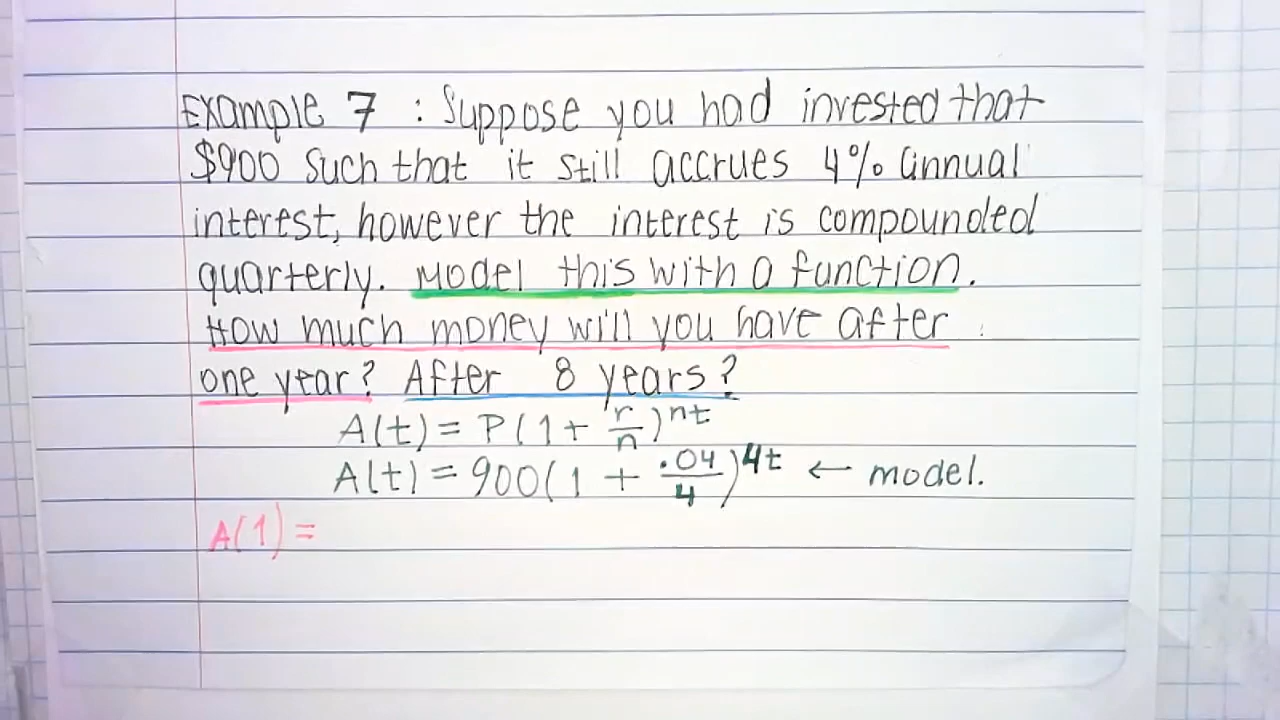 Example 7 : Suppose you had invested that
$900 such that it still accrues 4% annual
interest, however the interest is compounded
quarterly. Model this with a function.
How much money will you have after
one year? After 8 years?
A(t) = P(1 + r/n)^nt
A(t) = 900(1 + .04/4)^4t ← model.
A(1) =